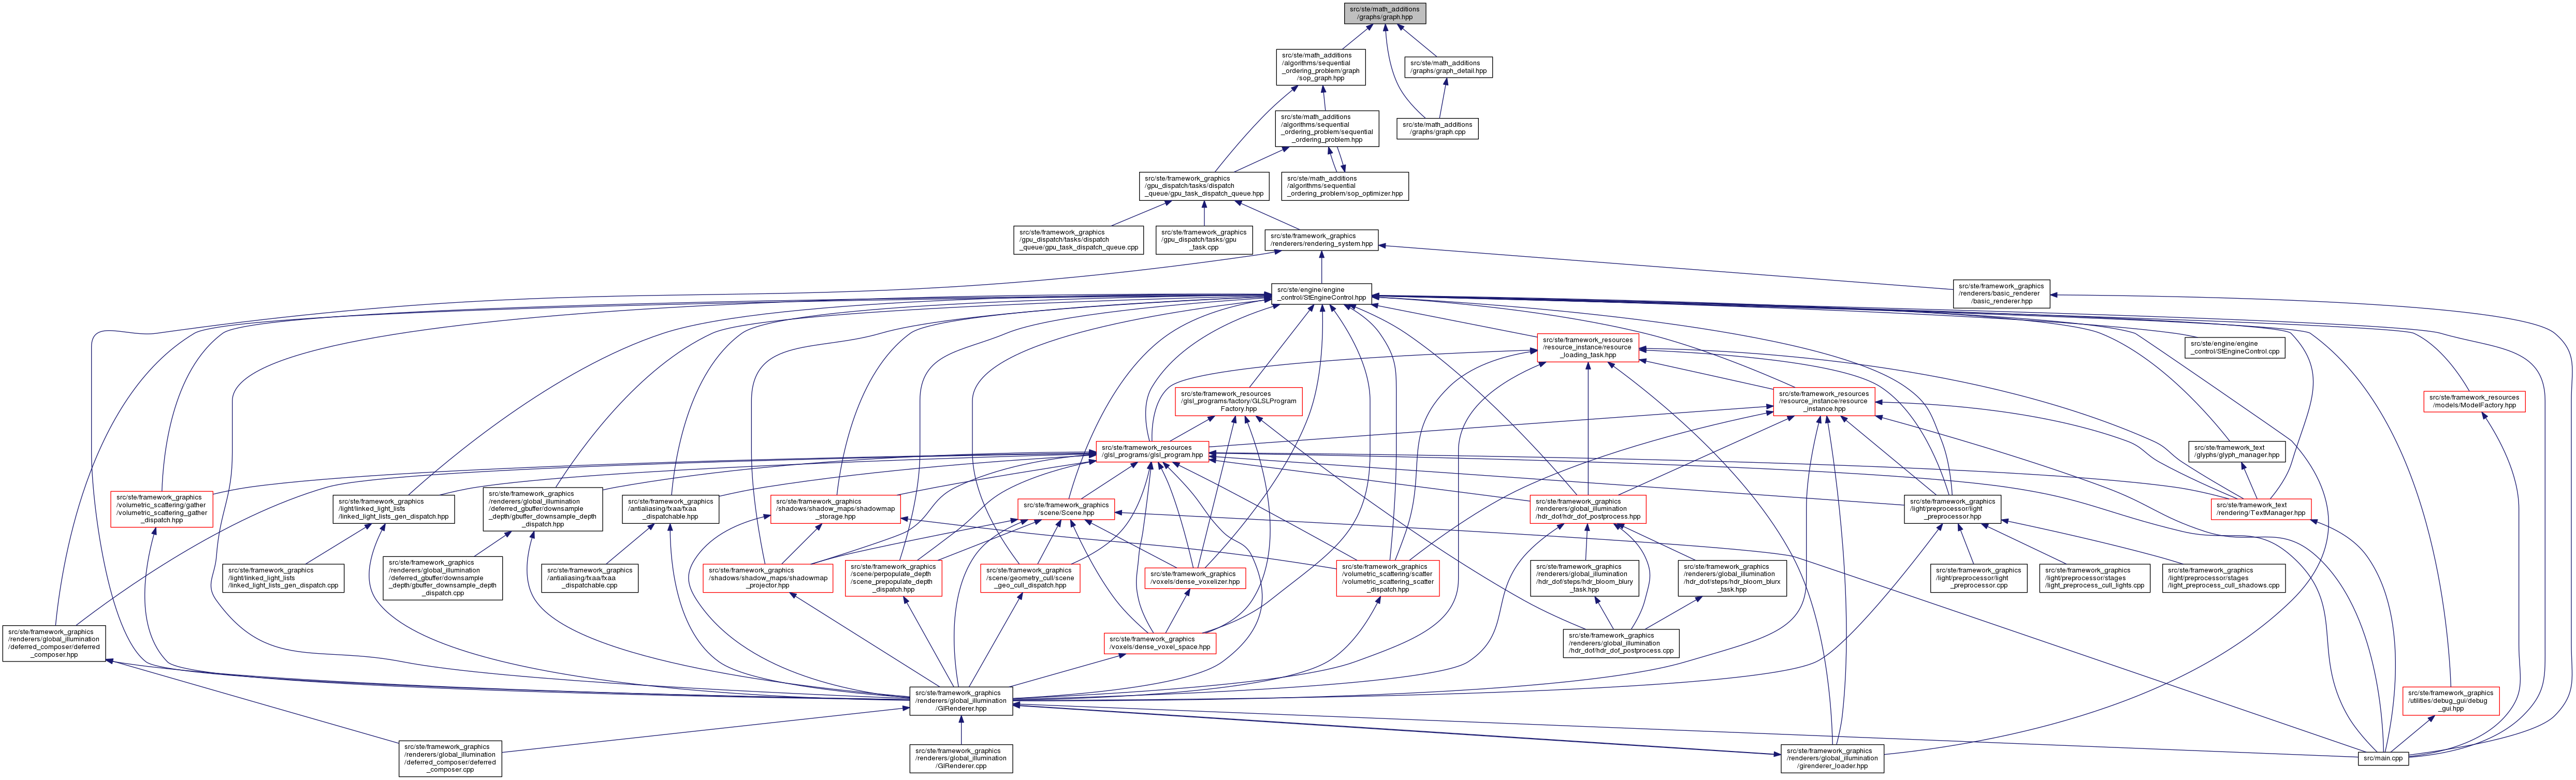 src/ste/math_additions
/graphs/graph.hpp
src/ste/math_additions
/algorithms/sequential
_ordering_problem/graph
/sop_graph.hpp
src/ste/math_additions
/graphs/graph_detail.hpp
src/ste/math_additions
/algorithms/sequential
_ordering_problem/sequential
_ordering_problem.hpp
src/ste/math_additions
/graphs/graph.cpp
src/ste/framework_graphics
/gpu_dispatch/tasks/dispatch
_queue/gpu_task_dispatch_queue.hpp
src/ste/math_additions
/algorithms/sequential
_ordering_problem/sop_optimizer.hpp
src/ste/framework_graphics
/gpu_dispatch/tasks/dispatch
_queue/gpu_task_dispatch_queue.cpp
src/ste/framework_graphics
/gpu_dispatch/tasks/gpu
_task.cpp
src/ste/framework_graphics
/renderers/rendering_system.hpp
src/ste/engine/engine
_control/StEngineControl.hpp
src/ste/framework_graphics
/renderers/basic_renderer
/basic_renderer.hpp
src/ste/framework_resources
/resource_instance/resource
_loading_task.hpp
src/ste/engine/engine
_control/StEngineControl.cpp
src/ste/framework_resources
/glsl_programs/factory/GLSLProgram
Factory.hpp
src/ste/framework_resources
/resource_instance/resource
_instance.hpp
src/ste/framework_resources
/models/ModelFactory.hpp
src/ste/framework_resources
/glsl_programs/glsl_program.hpp
src/ste/framework_text
/glyphs/glyph_manager.hpp
src/ste/framework_graphics
/volumetric_scattering/gather
/volumetric_scattering_gather
_dispatch.hpp
src/ste/framework_graphics
/light/linked_light_lists
/linked_light_lists_gen_dispatch.hpp
src/ste/framework_graphics
/renderers/global_illumination
/deferred_gbuffer/downsample
_depth/gbuffer_downsample_depth
_dispatch.hpp
src/ste/framework_graphics
/antialiasing/fxaa/fxaa
_dispatchable.hpp
src/ste/framework_graphics
/shadows/shadow_maps/shadowmap
_storage.hpp
src/ste/framework_graphics
/scene/Scene.hpp
src/ste/framework_graphics
/renderers/global_illumination
/hdr_dof/hdr_dof_postprocess.hpp
src/ste/framework_graphics
/light/preprocessor/light
_preprocessor.hpp
src/ste/framework_text
/rendering/TextManager.hpp
src/ste/framework_graphics
/light/linked_light_lists
/linked_light_lists_gen_dispatch.cpp
src/ste/framework_graphics
/renderers/global_illumination
/deferred_gbuffer/downsample
_depth/gbuffer_downsample_depth
_dispatch.cpp
src/ste/framework_graphics
/antialiasing/fxaa/fxaa
_dispatchable.cpp
src/ste/framework_graphics
/shadows/shadow_maps/shadowmap
_projector.hpp
src/ste/framework_graphics
/scene/perpopulate_depth
/scene_prepopulate_depth
_dispatch.hpp
src/ste/framework_graphics
/scene/geometry_cull/scene
_geo_cull_dispatch.hpp
src/ste/framework_graphics
/voxels/dense_voxelizer.hpp
src/ste/framework_graphics
/volumetric_scattering/scatter
/volumetric_scattering_scatter
_dispatch.hpp
src/ste/framework_graphics
/renderers/global_illumination
/hdr_dof/steps/hdr_bloom_blury
_task.hpp
src/ste/framework_graphics
/renderers/global_illumination
/hdr_dof/steps/hdr_bloom_blurx
_task.hpp
src/ste/framework_graphics
/light/preprocessor/light
_preprocessor.cpp
src/ste/framework_graphics
/light/preprocessor/stages
/light_preprocess_cull_lights.cpp
src/ste/framework_graphics
/light/preprocessor/stages
/light_preprocess_cull_shadows.cpp
src/ste/framework_graphics
/renderers/global_illumination
/deferred_composer/deferred
_composer.hpp
src/ste/framework_graphics
/voxels/dense_voxel_space.hpp
src/ste/framework_graphics
/renderers/global_illumination
/hdr_dof/hdr_dof_postprocess.cpp
src/ste/framework_graphics
/renderers/global_illumination
/GIRenderer.hpp
src/ste/framework_graphics
/utilities/debug_gui/debug
_gui.hpp
src/ste/framework_graphics
/renderers/global_illumination
/deferred_composer/deferred
_composer.cpp
src/ste/framework_graphics
/renderers/global_illumination
/GIRenderer.cpp
src/ste/framework_graphics
/renderers/global_illumination
/girenderer_loader.hpp
src/main.cpp